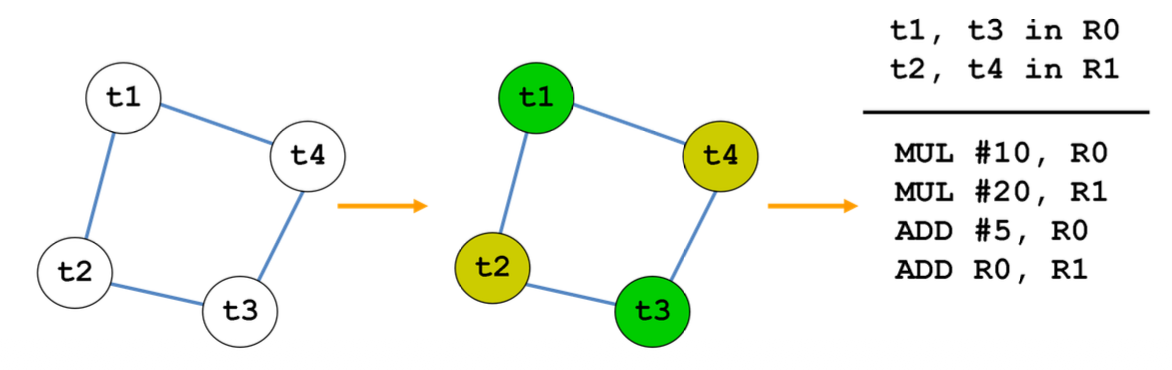 t1
t4
t2
t3
t1
t4
t2
t3
t1, t3 in R0
t2, t4 in R1
MUL #10, R0
MUL #20, R1
ADD #5, R0
ADD R0, R1